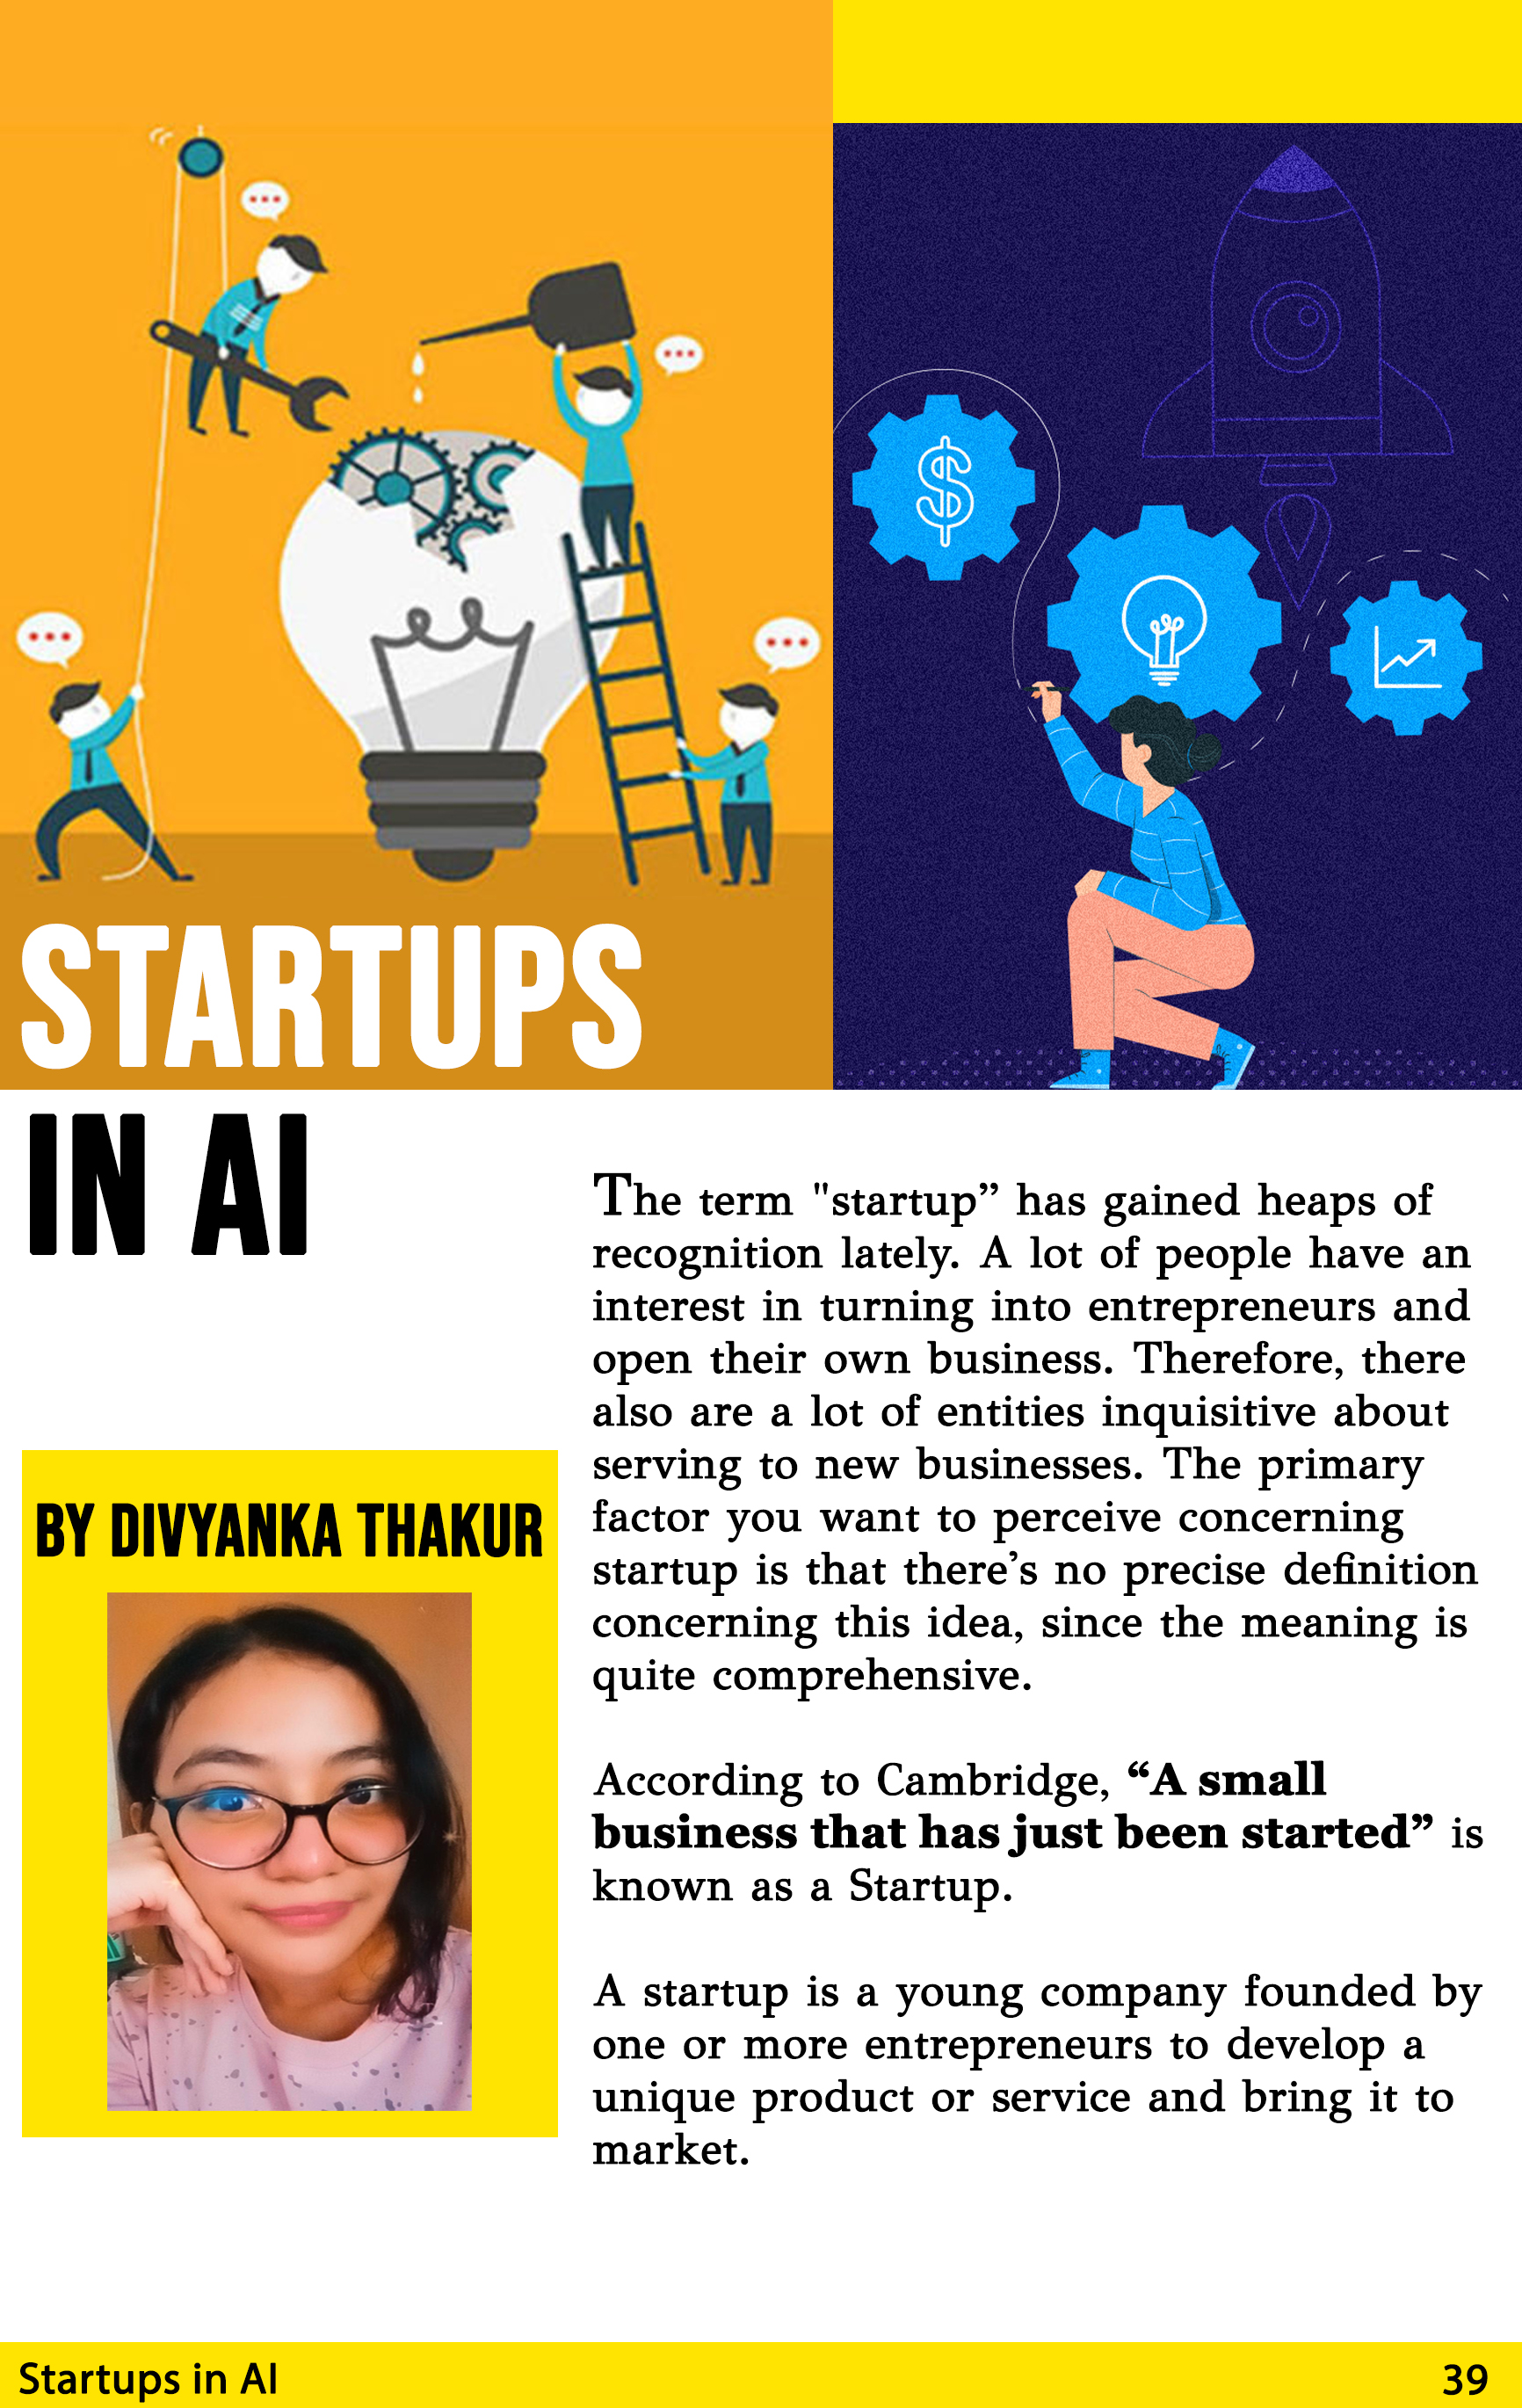 STARTUPS
IN AI
BY DIVYANKA THAKUR
The term "startup” has gained heaps of
recognition lately. A lot of people have an
interest in turning into entrepreneurs and
open their own business. Therefore, there
also are a lot of entities inquisitive about
serving to new businesses. The primary
factor you want to perceive concerning
startup is that there’s no precise definition
concerning this idea, since the meaning is
quite comprehensive.
According to Cambridge, “A small
business that has just been started” is
known as a Startup.
A startup is a young company founded by
one or more entrepreneurs to develop a
unique product or service and bring it to
market.
Startups in AI
39